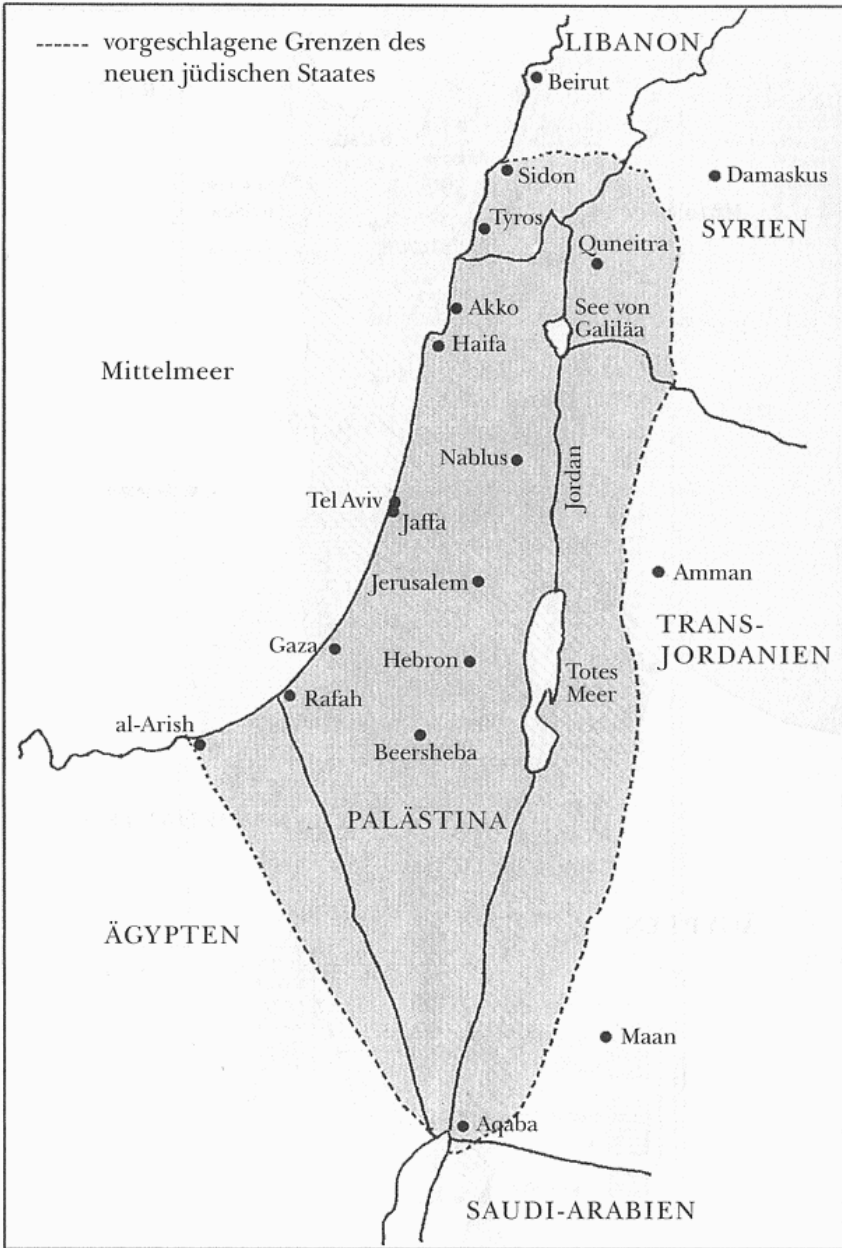 vorgeschlagene Grenzen des
neuen jüdischen Staates
LIBANON
Beirut
Sidon
Damaskus
Tyros
SYRIEN
Quneitra
Akko
See von
Galiläa
Haifa
Mittelmeer
Nablus
Jordan
Tel Aviv
Jaffa
Jerusalem
Amman
TRANS-
JORDANIEN
Gaza
Hebron
Totes
Meer
Rafah
al-Arish
Beersheba
PALÄSTINA
ÄGYPTEN
Maan
Aqaba
SAUDI-ARABIEN